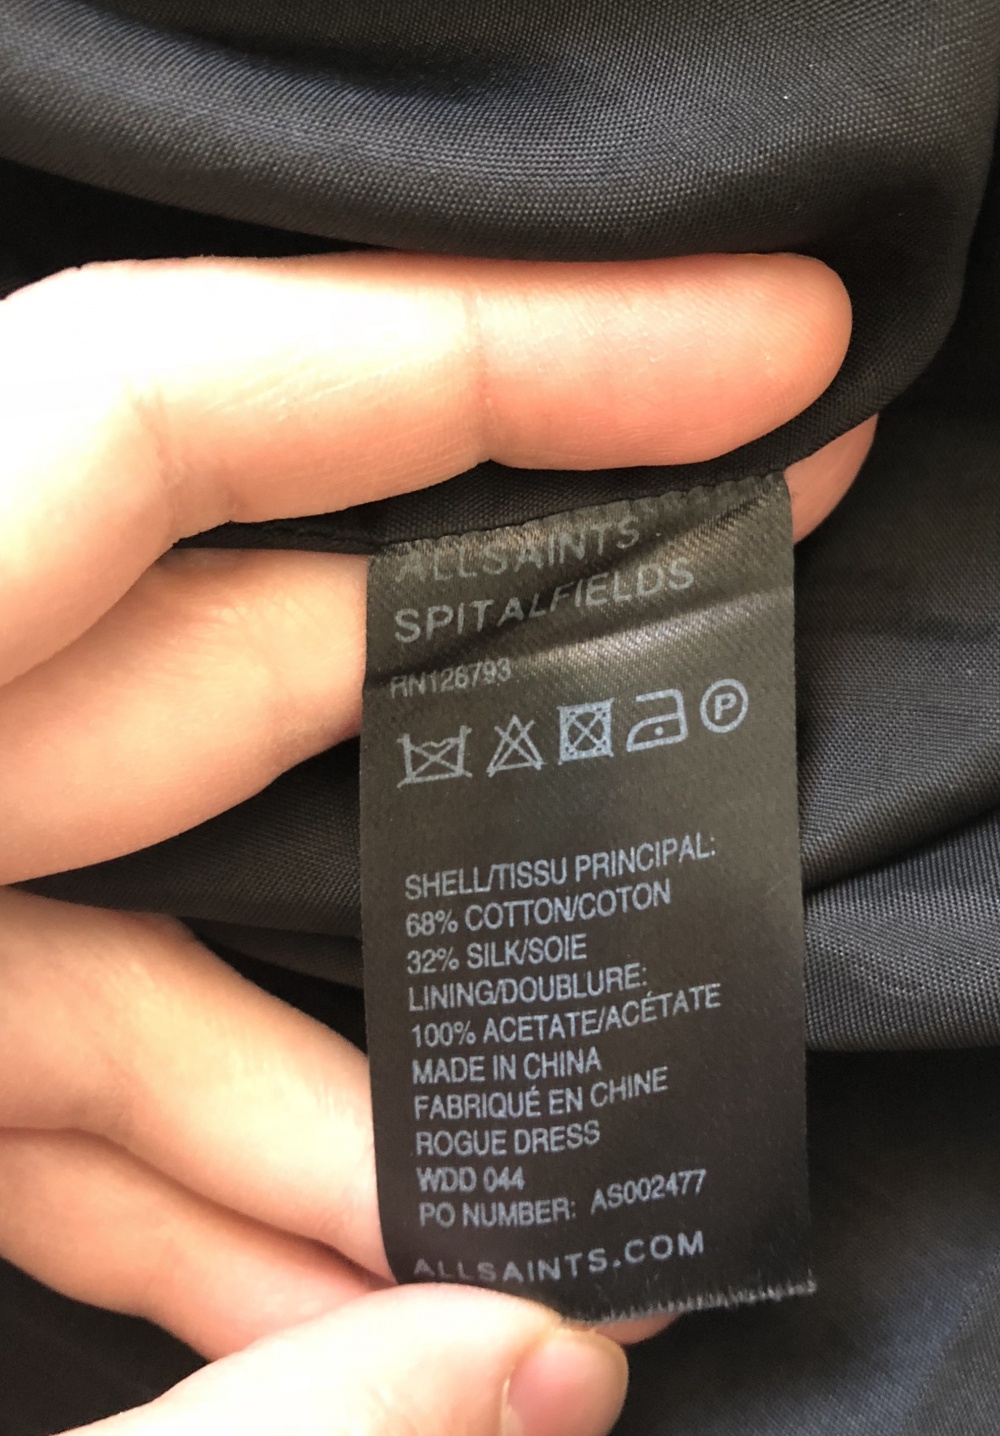 ALLSAINTS
SPITALFIELDS
RN126793
P
SHELL/TISSU PRINCIPAL:
68% COTTON/COTON
32% SILK/SOIE
LINING/DOUBLURE:
100% ACETATE/ACÉTATE
MADE IN CHINA
FABRIQUÉ EN CHINE
ROGUE DRESS
WDD 044
PO NUMBER: AS002477
ALLSAINTS.COM